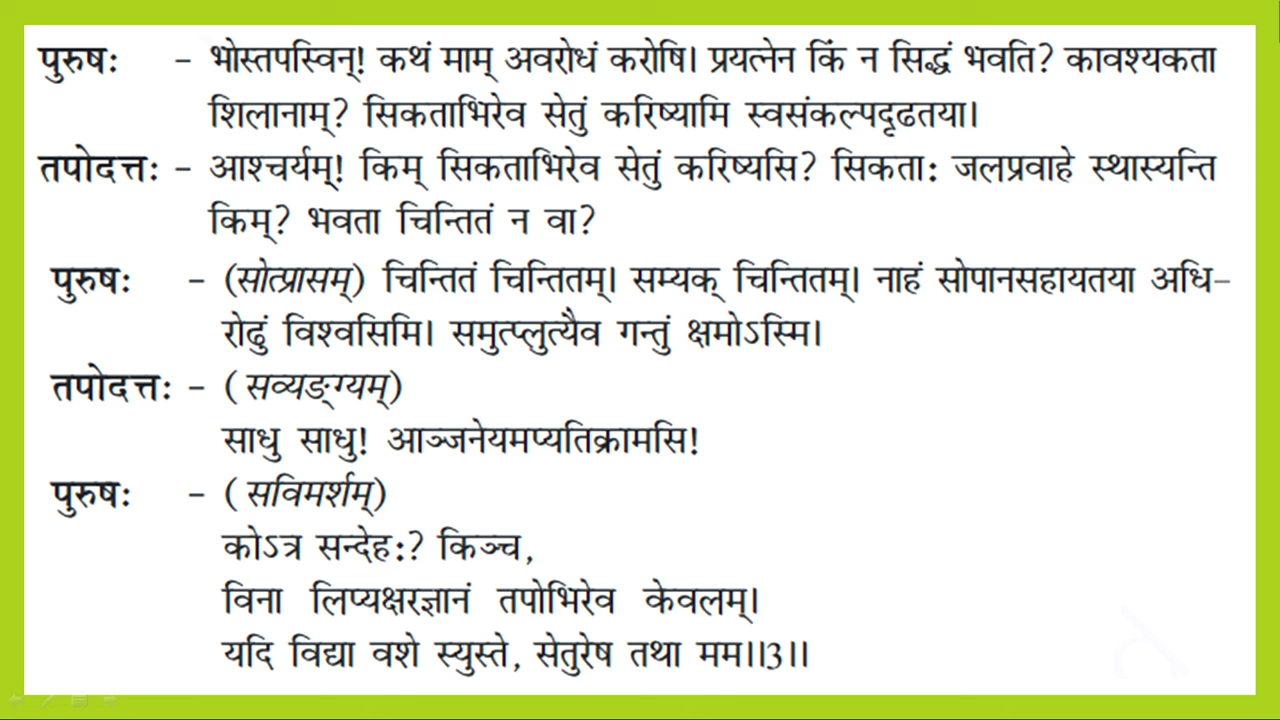 पुरुषः – भोस्तपस्विन्! कथं माम् अवरोधं करोषि। प्रयत्नेन किं न सिद्धं भवति? कावश्यकता
शिलानाम्? सिकताभिरेव सेतुं करिष्यामि स्वसंकल्पदृढतया।
तपोदत्तः – आश्चर्यम्! किम् सिकताभिरेव सेतुं करिष्यसि? सिकताः जलप्रवाहे स्थास्यन्ति
किम्? भवता चिन्तितं न वा?
पुरुषः – (सोत्प्रासम्) चिन्तितं चिन्तितम्। सम्यक् चिन्तितम्। नाहं सोपानसहायतया अधि–
रोढुं विश्वसिमि। समुत्प्लुत्यैव गन्तुं क्षमोऽस्मि।
तपोदत्तः – (सव्यङ्ग्यम्)
साधु साधु! आञ्जनेयमप्यतिक्रामसि!
पुरुषः – (सविमर्शम्)
कोऽत्र सन्देहः? किञ्च,
विना लिप्यक्षरज्ञानं तपोभिरेव केवलम्।
यदि विद्या वशे स्युस्ते, सेतुरेष तथा मम॥3॥